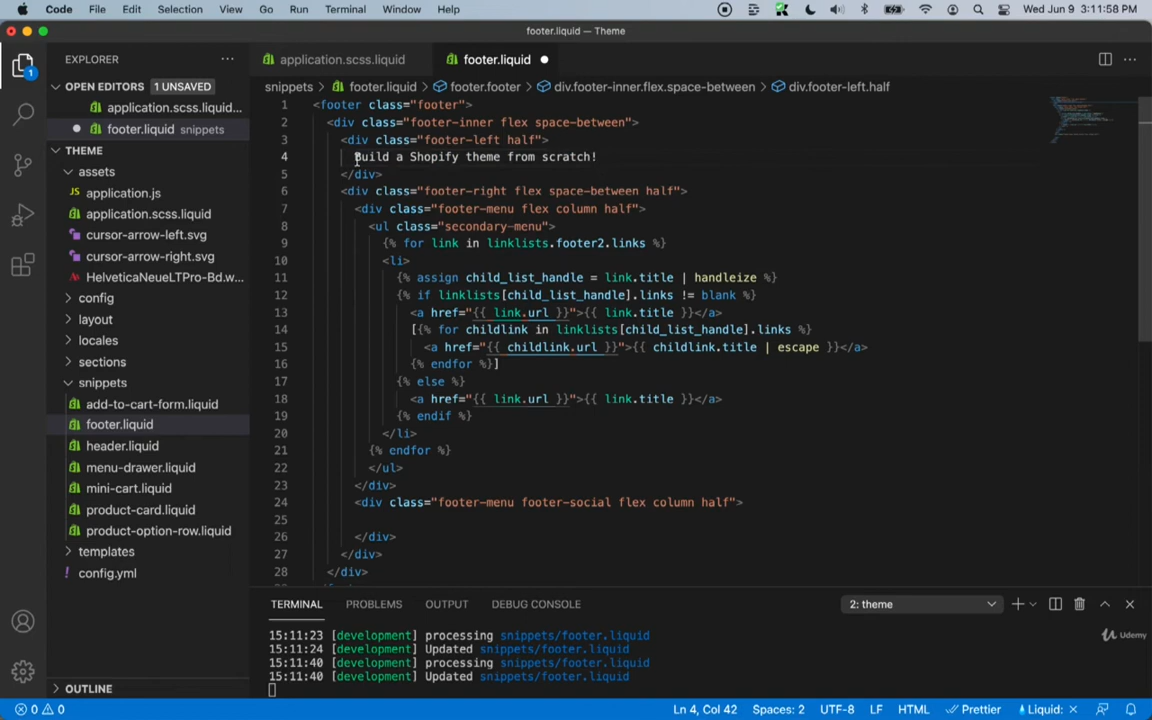 Code File Edit Selection View Go Run Terminal Window Help Wed Jun 9 3:11:58 PM
footer.liquid — Theme
EXPLORER
application.scss.liquid
footer.liquid
OPEN EDITORS 1 UNSAVED
snippets > footer.liquid > footer.footer > div.footer-inner.flex.space-between > div.footer-left.half
application.scss.liquid...
footer.liquid snippets
THEME
assets
application.js
application.scss.liquid
cursor-arrow-left.svg
cursor-arrow-right.svg
HelveticaNeueLTPro-Bd.w...
config
layout
locales
sections
snippets
add-to-cart-form.liquid
footer.liquid
header.liquid
menu-drawer.liquid
mini-cart.liquid
product-card.liquid
product-option-row.liquid
templates
config.yml
OUTLINE
1 <footer class="footer">
2 <div class="footer-inner flex space-between">
3 <div class="footer-left half">
4 Build a Shopify theme from scratch!
5 </div>
6 <div class="footer-right flex space-between half">
7 <div class="footer-menu flex column half">
8 <ul class="secondary-menu">
9 {% for link in linklists.footer2.links %}
10 <li>
11 {% assign child_list_handle = link.title | handleize %}
12 {% if linklists[child_list_handle].links != blank %}
13 <a href="{{ link.url }}">{{ link.title }}</a>
14 [{% for childlink in linklists[child_list_handle].links %}
15 <a href="{{ childlink.url }}">{{ childlink.title | escape }}</a>
16 {% endfor %}]
17 {% else %}
18 <a href="{{ link.url }}">{{ link.title }}</a>
19 {% endif %}
20 </li>
21 {% endfor %}
22 </ul>
23 </div>
24 <div class="footer-menu footer-social flex column half">
25
26 </div>
27 </div>
28 </div>
TERMINAL PROBLEMS OUTPUT DEBUG CONSOLE 2: theme
15:11:23 [development] processing snippets/footer.liquid
15:11:24 [development] Updated snippets/footer.liquid
15:11:40 [development] processing snippets/footer.liquid
15:11:40 [development] Updated snippets/footer.liquid
Udemy
0 0 Ln 4, Col 42 Spaces: 2 UTF-8 LF HTML Prettier Liquid: ×